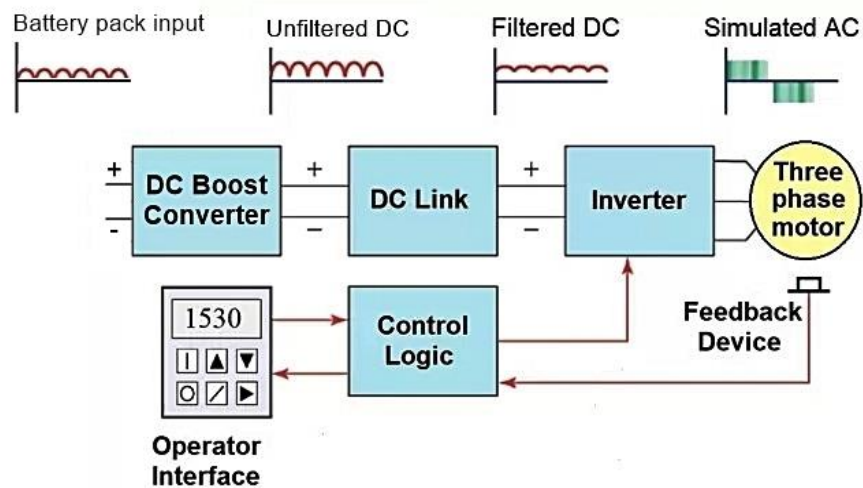 Battery pack input
Unfiltered DC
Filtered DC
Simulated AC
+
-
DC Boost
Converter
+
–
DC Link
+
–
Inverter
Three
phase
motor
1530
Control
Logic
Feedback
Device
Operator
Interface